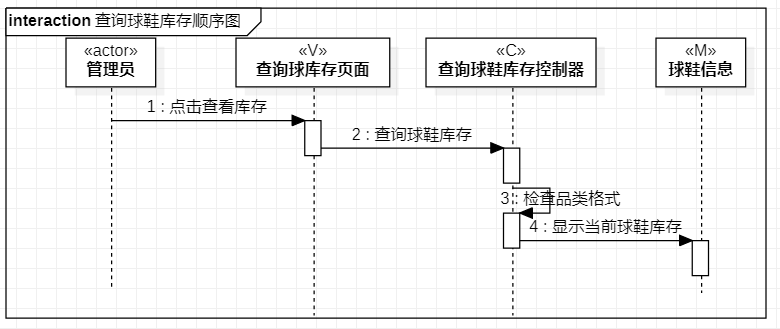 interaction 查询球鞋库存顺序图
«actor»
管理员
«V»
查询球库存页面
«C»
查询球鞋库存控制器
«M»
球鞋信息
1 : 点击查看库存
2 : 查询球鞋库存
3 : 检查品类格式
4 : 显示当前球鞋库存